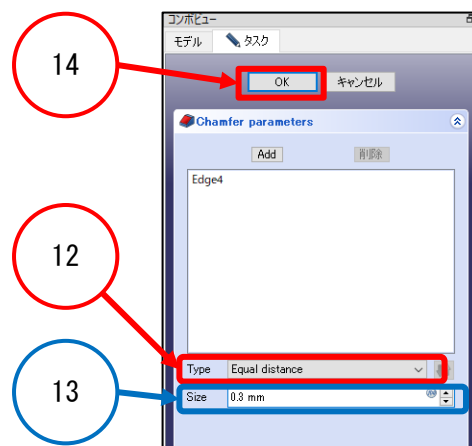 コンボビュー
モデル タスク
14
OK キャンセル
Chamfer parameters
Add 削除
Edge4
12
Type Equal distance
13
Size 0.3 mm